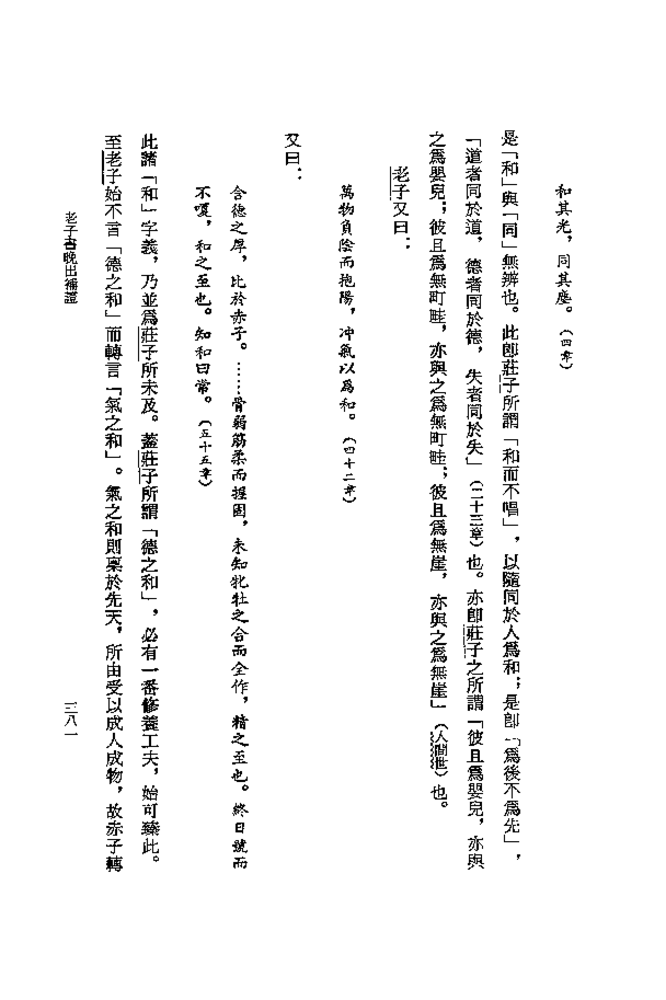 和其光，同其塵。（四章）
是「和」與「同」無辨也。此卽莊子所謂「和而不唱」，以隨同於人爲和；是卽「爲後不爲先」，
「道者同於道，德者同於德，失者同於失」（二十三章）也。亦卽莊子之所謂「彼且爲嬰兒，亦與
之爲嬰兒；彼且爲無町畦，亦與之爲無町畦；彼且爲無崖，亦與之爲無崖」（人間世）也。
老子又曰：
萬物負陰而抱陽，冲氣以爲和。（四十二章）
又曰：
含德之厚，比於赤子。……骨弱筋柔而握固，未知牝牡之合而全作，精之至也。終日號而
不嗄，和之至也。知和曰常。（五十五章）
此諸「和」字義，乃並爲莊子所未及。蓋莊子所謂「德之和」，必有一番修養工夫，始可臻此。
至老子始不言「德之和」而轉言「氣之和」。氣之和則稟於先天，所由受以成人成物，故赤子轉
老子書晚出補證
三八一